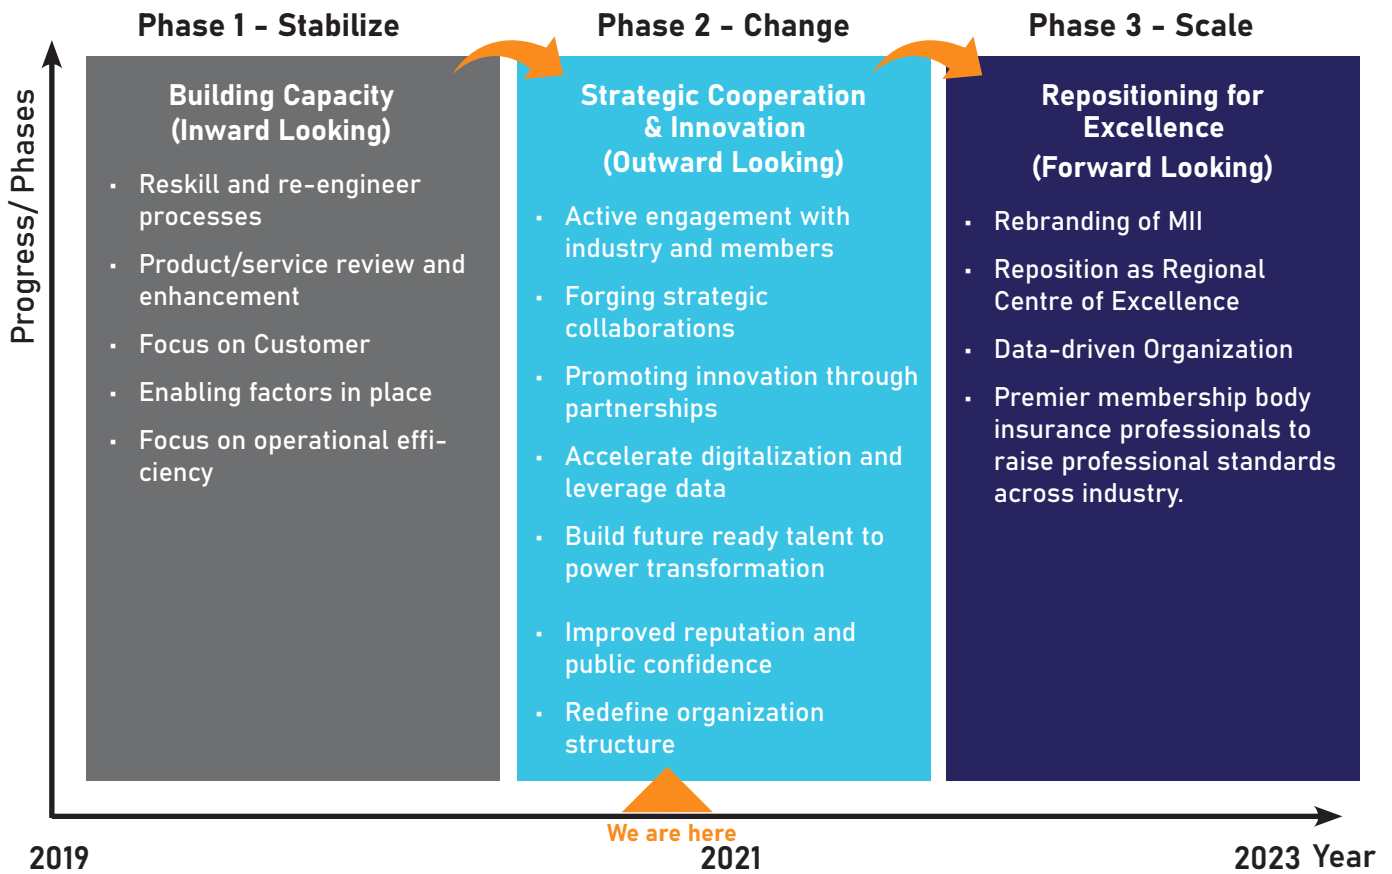 Phase 1 - Stabilize
Phase 2 - Change
Phase 3 - Scale
Progress/ Phases
Building Capacity
(Inward Looking)
· Reskill and re-engineer
processes
· Product/service review and
enhancement
· Focus on Customer
· Enabling factors in place
· Focus on operational effi-
ciency
Strategic Cooperation
& Innovation
(Outward Looking)
· Active engagement with
industry and members
· Forging strategic
collaborations
· Promoting innovation through
partnerships
· Accelerate digitalization and
leverage data
· Build future ready talent to
power transformation
· Improved reputation and
public confidence
· Redefine organization
structure
Repositioning for
Excellence
(Forward Looking)
· Rebranding of MII
· Reposition as Regional
Centre of Excellence
· Data-driven Organization
· Premier membership body
insurance professionals to
raise professional standards
across industry.
We are here
2019
2021
2023
Year